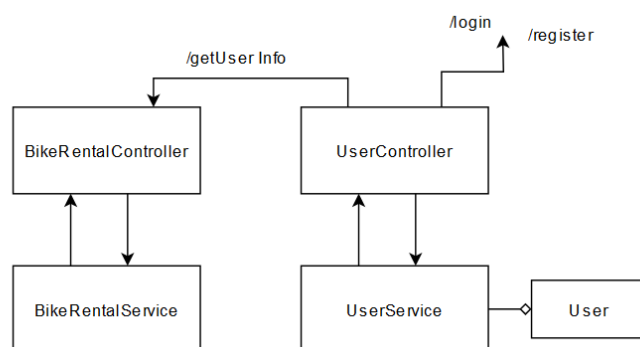 /login
/register
/getUser Info
BikeRentalController
UserController
BikeRentalService
UserService
User